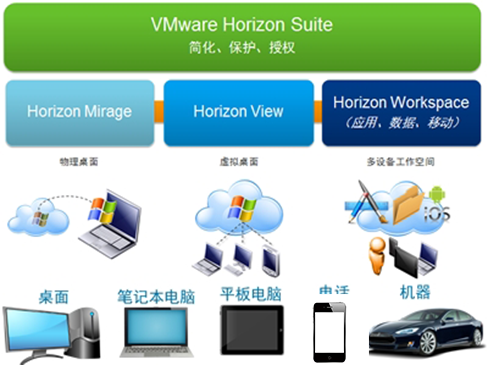 VMware Horizon Suite
简化、保护、授权
Horizon Mirage
Horizon View
Horizon Workspace
（应用、数据、移动）
物理桌面
虚拟桌面
多设备工作空间
iOS
桌面
笔记本电脑
平板电脑
电话
机器